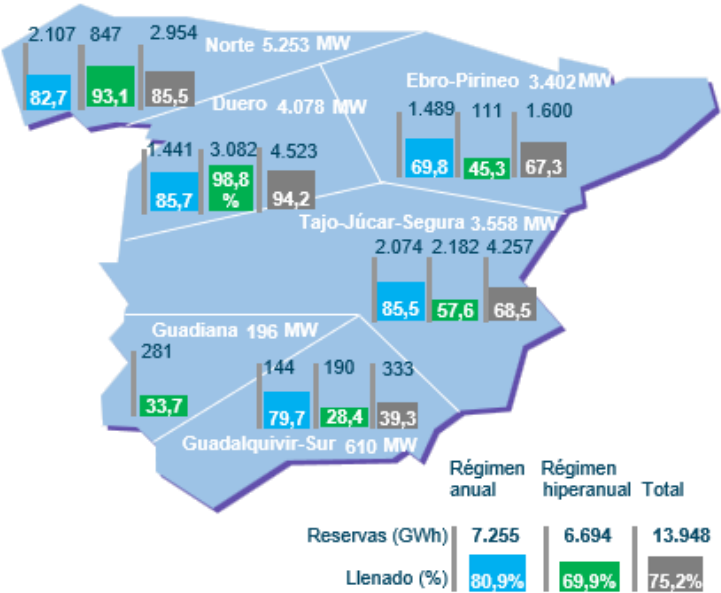 2.107 847 2.954
Norte 5.253 MW
82,7 93,1 85,5
Ebro-Pirineo 3.402 MW
1.489 111 1.600
69,8 45,3 67,3
Duero 4.078 MW
1.441 3.082 4.523
85,7 98,8 % 94,2
Tajo-Júcar-Segura 3.558 MW
2.074 2.182 4.257
85,5 57,6 68,5
Guadiana 196 MW
281
33,7
144 190 333
79,7 28,4 39,3
Guadalquivir-Sur 610 MW
Régimen Régimen
anual hiperanual Total
Reservas (GWh) 7.255 6.694 13.948
Llenado (%) 80,9% 69,9% 75,2%